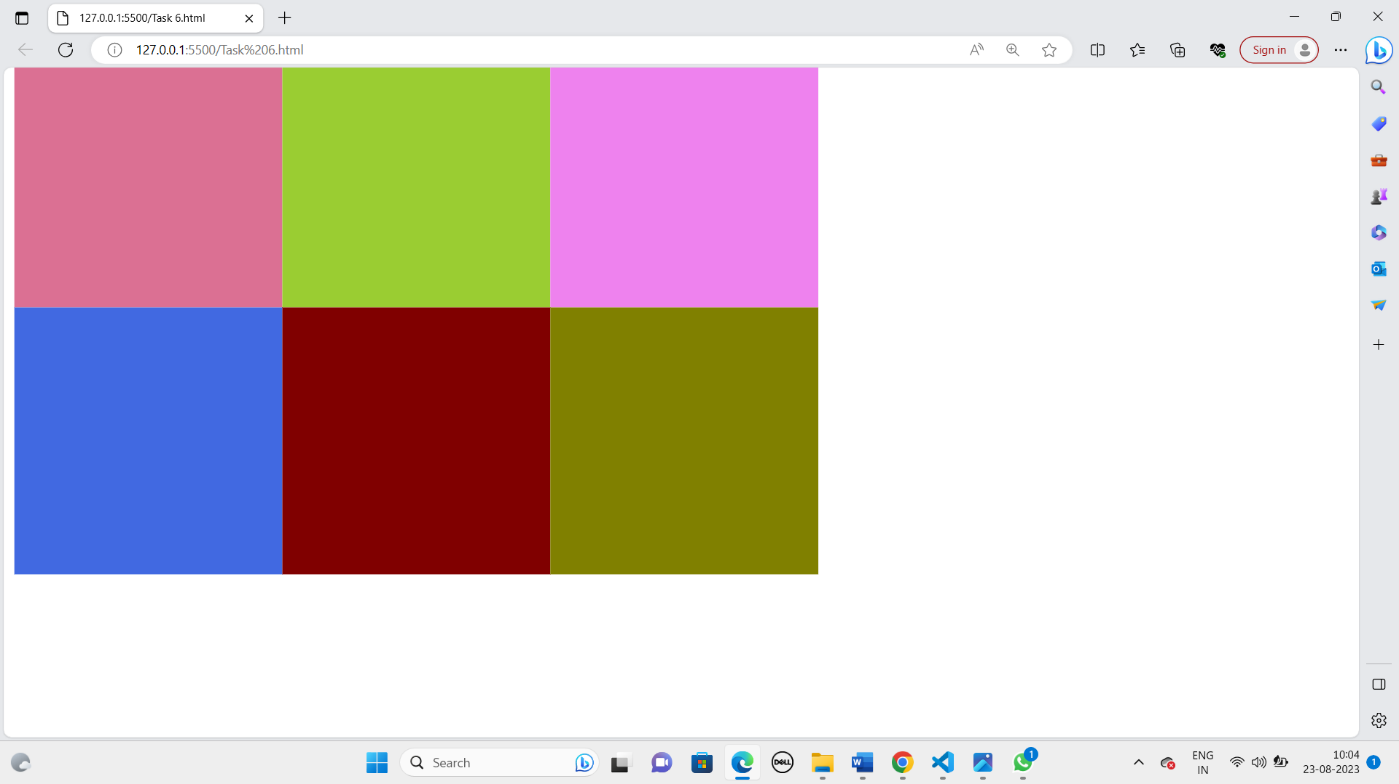 127.0.0.1:5500/Task 6.html
127.0.0.1:5500/Task%206.html
Sign in
Search
DELL
W
1
ENG
IN
10:04
23-08-2023
1